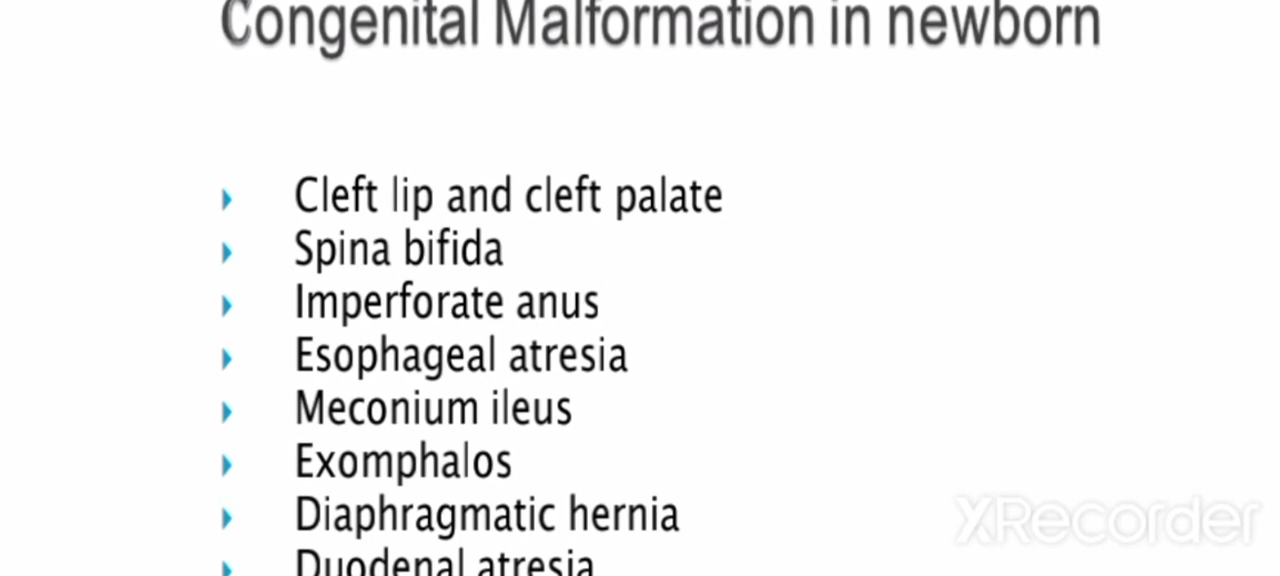 Congenital Malformation in newborn
Cleft lip and cleft palate
Spina bifida
Imperforate anus
Esophageal atresia
Meconium ileus
Exomphalos
Diaphragmatic hernia
Duodenal atresia
XRecorder